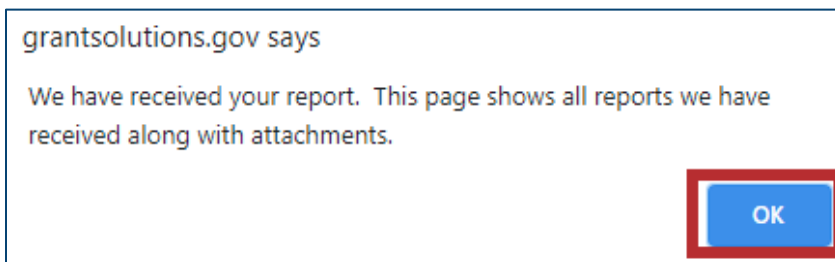 grantsolutions.gov says
We have received your report.  This page shows all reports we have
received along with attachments.
OK